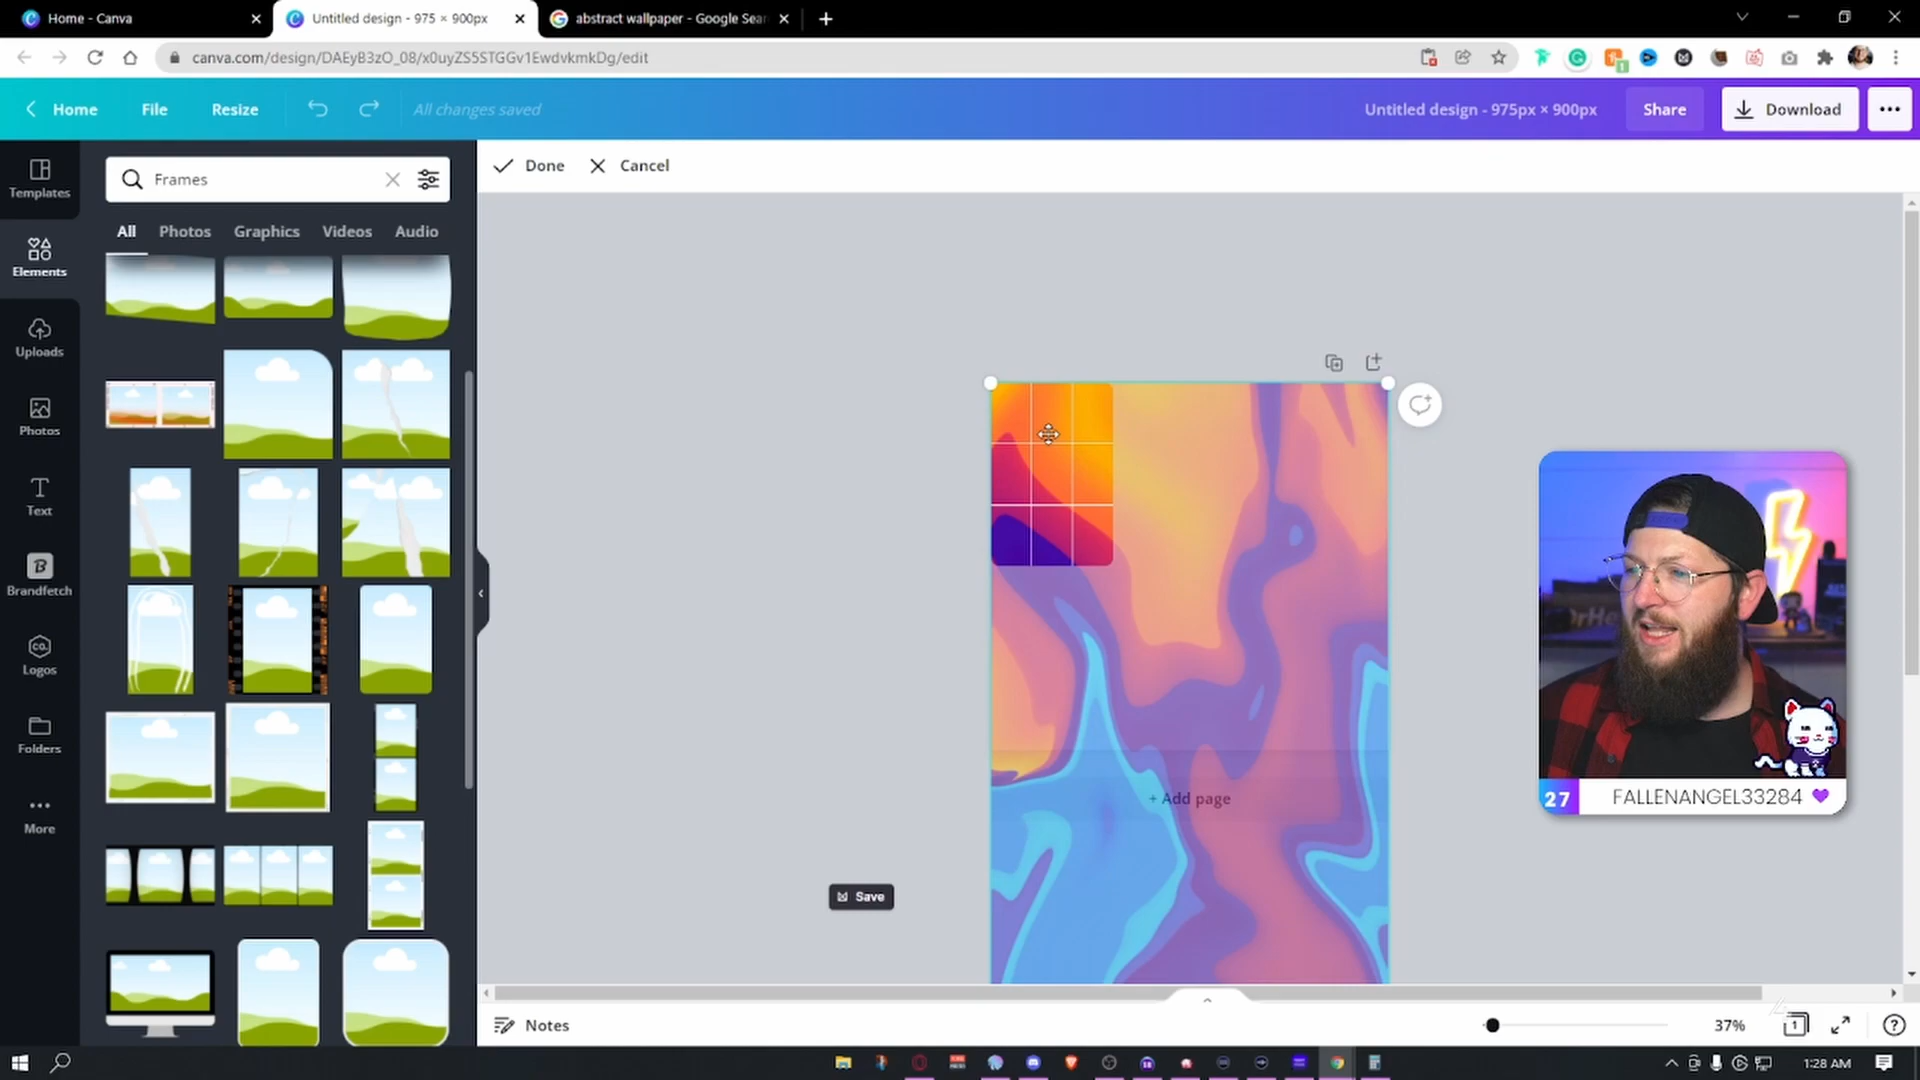 Home - Canva
Untitled design - 975 × 900px
abstract wallpaper - Google Sear
canva.com/design/DAEyB3zO_08/x0uyZS5STGGv1EwdvkmkDg/edit
Home
File
Resize
All changes saved
Untitled design - 975px × 900px
Share
Download
Templates
Elements
Uploads
Photos
Text
Brandfetch
Logos
Folders
More
Frames
All
Photos
Graphics
Videos
Audio
Done
Cancel
+ Add page
Save
27
FALLENANGEL33284
Notes
37%
1
1:28 AM